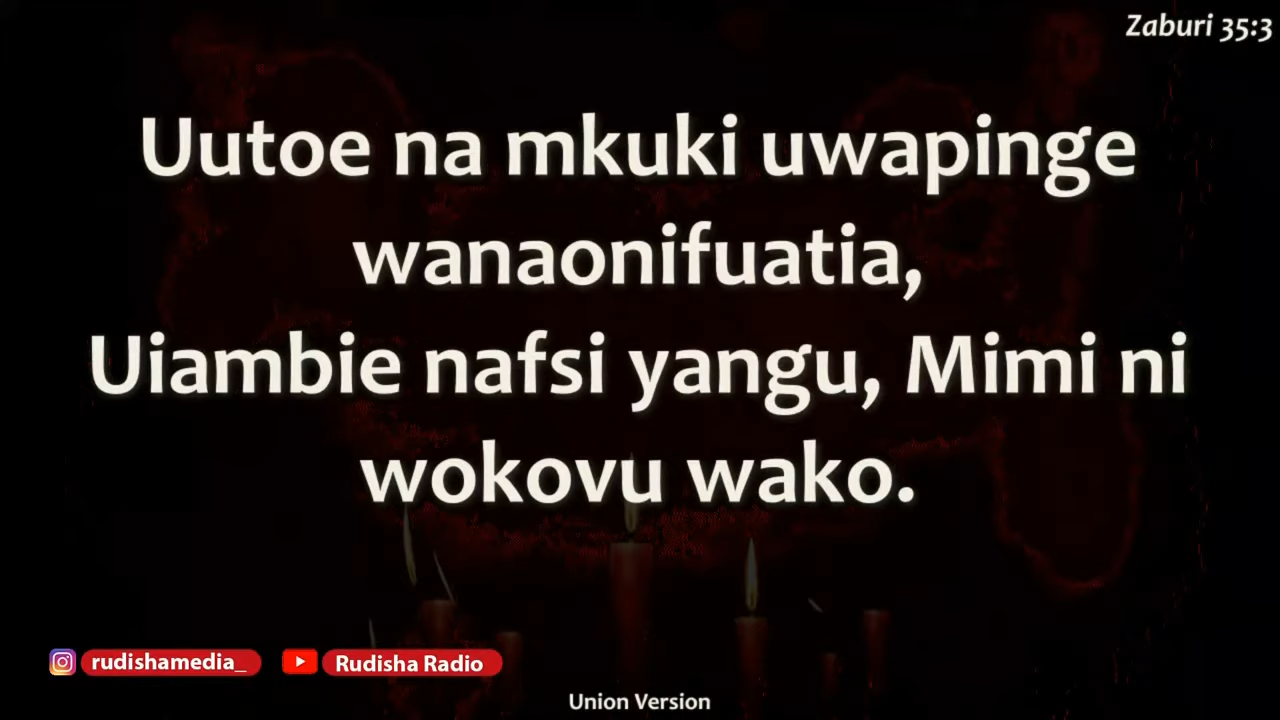 Zaburi 35:3
Uutoe na mkuki uwapinge
wanaonifuatia,
Uiambie nafsi yangu, Mimi ni
wokovu wako.
rudishamedia_ Rudisha Radio
Union Version